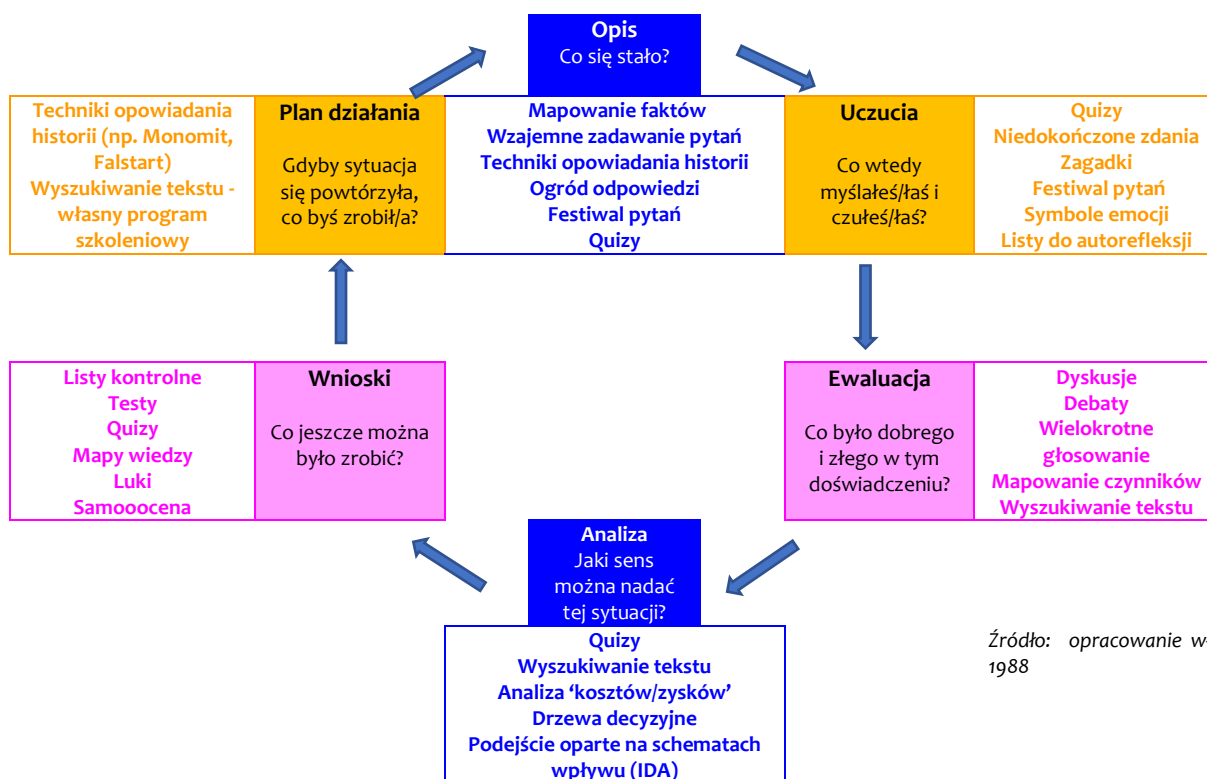 Opis
Co się stało?
Techniki opowiadania
historii (np. Monomit,
Falstart)
Wyszukiwanie tekstu -
własny program
szkoleniowy
Plan działania
Gdyby sytuacja
się powtórzyła,
co byś zrobił/a?
Mapowanie faktów
Wzajemne zadawanie pytań
Techniki opowiadania historii
Ogród odpowiedzi
Festiwal pytań
Quizy
Uczucia
Co wtedy
myślałeś/łaś i
czułeś/łaś?
Quizy
Niedokończone zdania
Zagadki
Festiwal pytań
Symbole emocji
Listy do autorefleksji
Listy kontrolne
Testy
Quizy
Mapy wiedzy
Luki
Samooocena
Wnioski
Co jeszcze można
było zrobić?
Ewaluacja
Co było dobrego
i złego w tym
doświadczeniu?
Dyskusje
Debaty
Wielokrotne
głosowanie
Mapowanie czynników
Wyszukiwanie tekstu
Analiza
Jaki sens
można nadać
tej sytuacji?
Quizy
Wyszukiwanie tekstu
Analiza ‘kosztów/zysków’
Drzewa decyzyjne
Podejście oparte na schematach
wpływu (IDA)
Źródło: opracowanie
1988